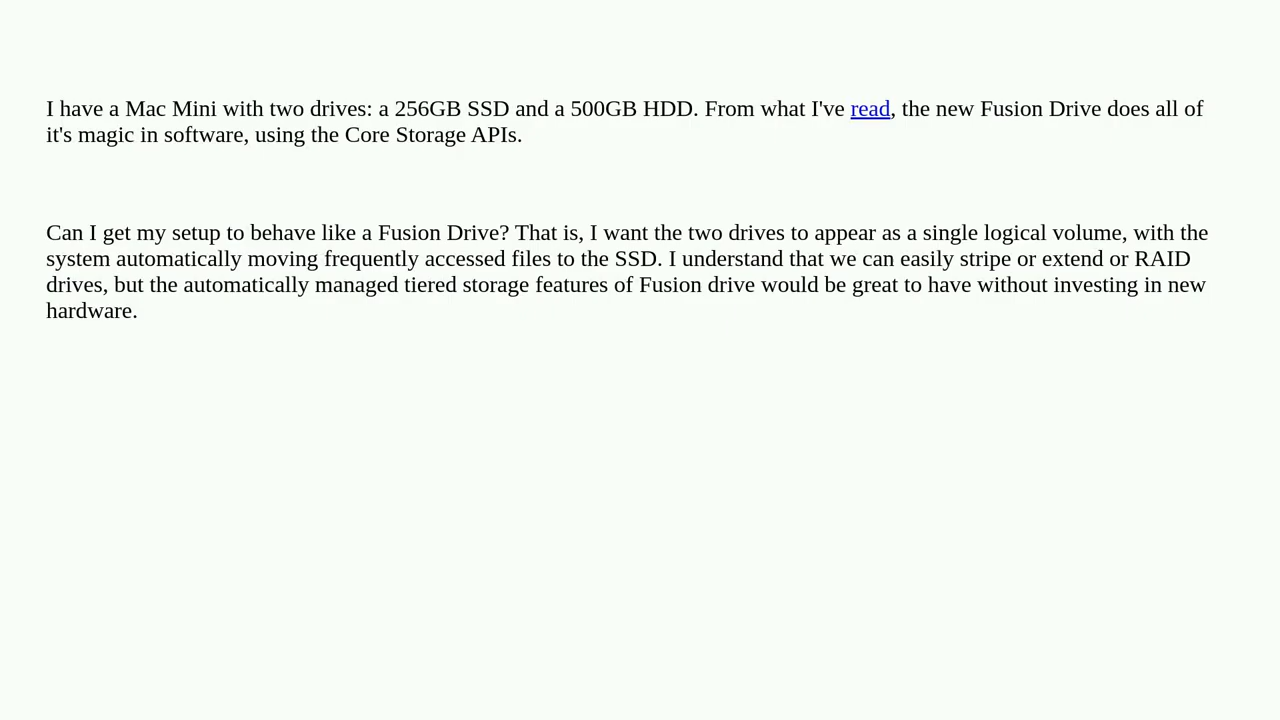 I have a Mac Mini with two drives: a 256GB SSD and a 500GB HDD. From what I've read, the new Fusion Drive does all of
it's magic in software, using the Core Storage APIs.
Can I get my setup to behave like a Fusion Drive? That is, I want the two drives to appear as a single logical volume, with the
system automatically moving frequently accessed files to the SSD. I understand that we can easily stripe or extend or RAID
drives, but the automatically managed tiered storage features of Fusion drive would be great to have without investing in new
hardware.